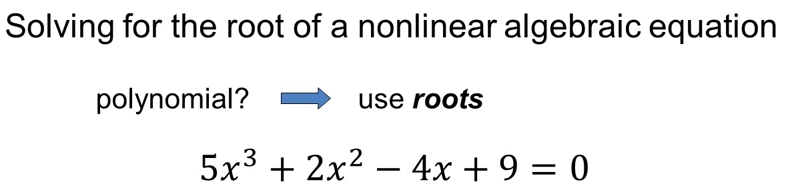 Solving for the root of a nonlinear algebraic equation
polynomial? use roots
5x³ + 2x² − 4x + 9 = 0